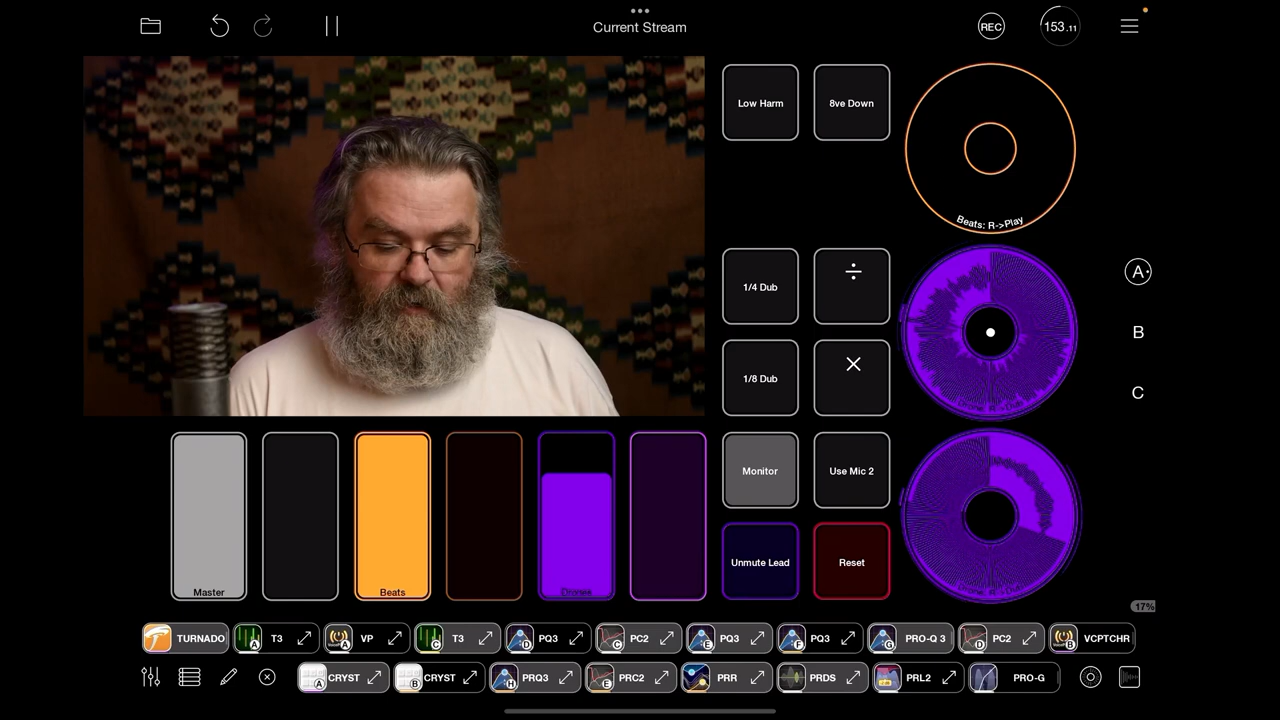 Current Stream
REC
153.11
Low Harm
8ve Down
Beats: R->Play
1/4 Dub
÷
A
1/8 Dub
×
B
C
Monitor
Use Mic 2
Unmute Lead
Reset
Master
Beats
Drones
17%
TURNADO
A T3
A VP
C T3
D PQ3
C PC2
E PQ3
F PQ3
G PRO-Q 3
D PC2
B VCPTCHR
A CRYST
B CRYST
H PRQ3
E PRC2
PRR
PRDS
PRL2
PRO-G